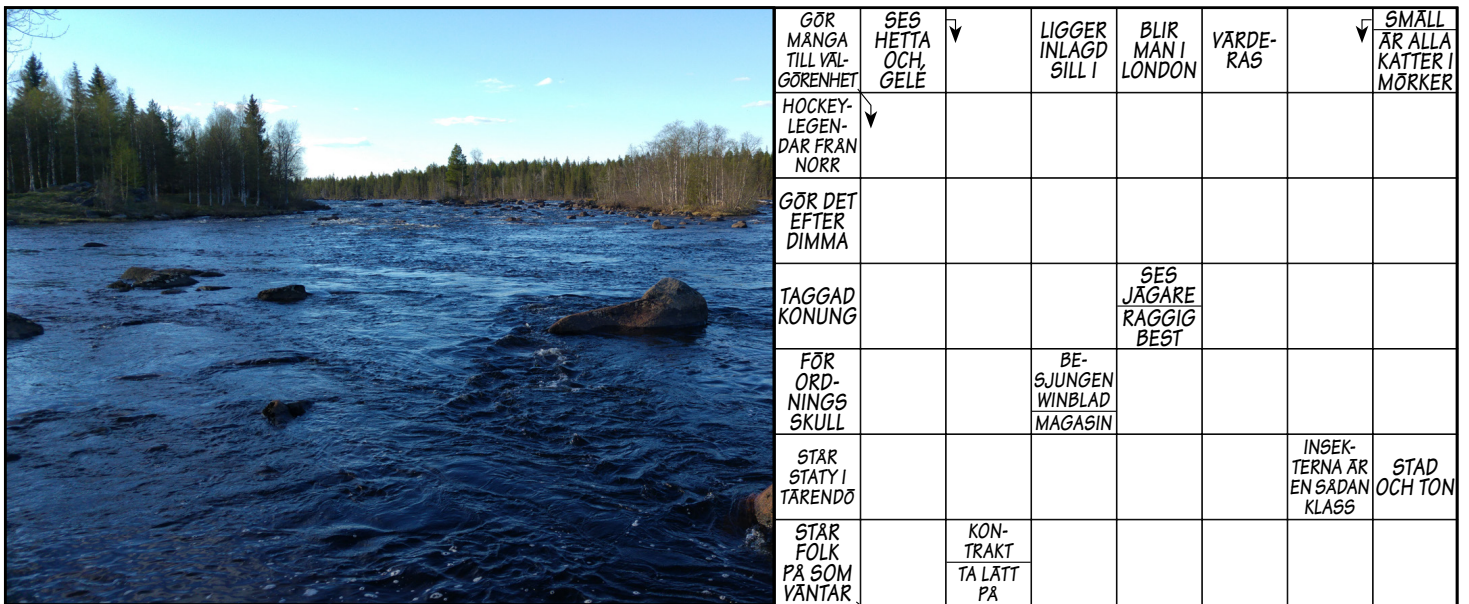 GÖR
MÅNGA
TILL VÄL-
GÖRENHET
SES
HETTA
OCH
GELÉ
LIGGER
INLAGD
SILL I
BLIR
MAN I
LONDON
VÄRDE-
RAS
SMÄLL
ÄR ALLA
KATTER I
MÖRKER
HOCKEY-
LEGEN-
DAR FRÅN
NORR
GÖR DET
EFTER
DIMMA
TAGGAD
KONUNG
SES
JÄGARE
RAGGIG
BEST
FÖR
ORD-
NINGS
SKULL
BE-
SJUNGEN
WINBLAD
MAGASIN
STÅR
STATY I
TÄRENDÖ
INSEK-
TERNA ÄR
EN SÅDAN
KLASS
STAD
OCH TON
STÅR
FOLK
PÅ SOM
VÄNTAR
KON-
TRAKT
TA LÄTT
PÅ